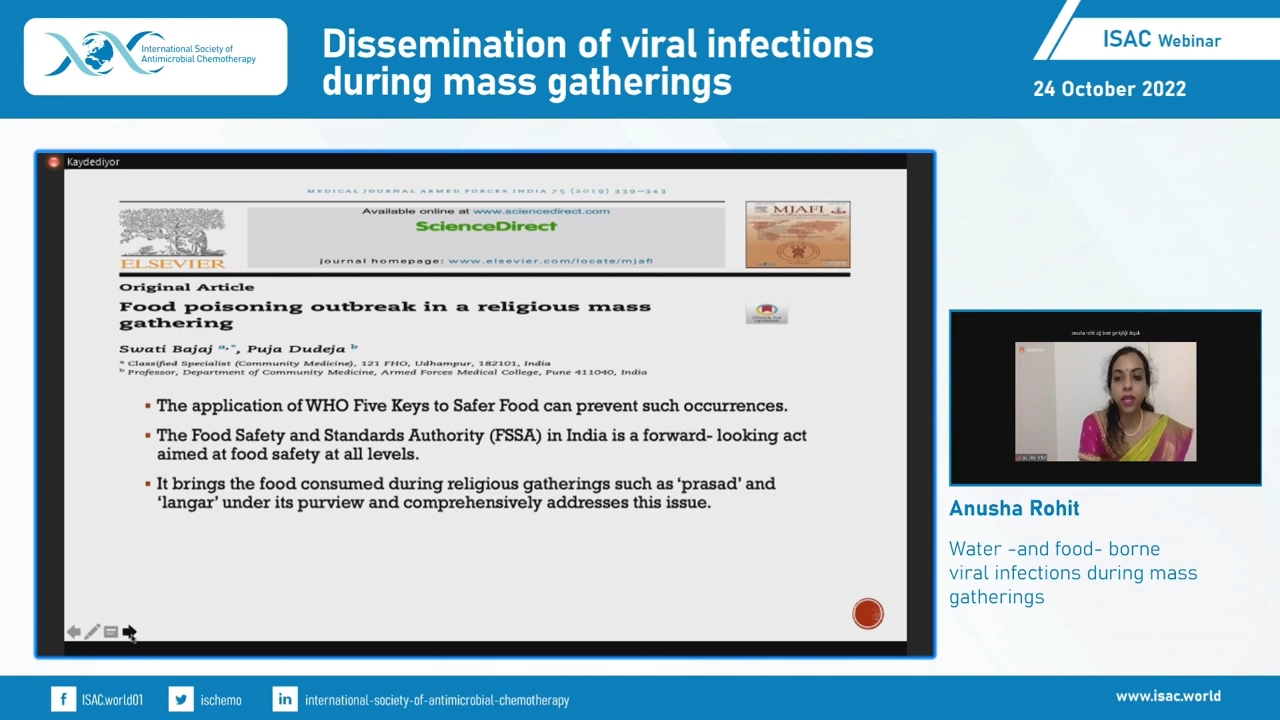 International Society of
Antimicrobial Chemotherapy
Dissemination of viral infections
during mass gatherings
ISAC Webinar
24 October 2022
Kaydediyor
MEDICAL JOURNAL ARMED FORCES INDIA 75 (2019) 339–343
Available online at www.sciencedirect.com
ScienceDirect
journal homepage: www.elsevier.com/locate/mjafi
ELSEVIER
MJAFI
Original Article
Food poisoning outbreak in a religious mass
gathering
Swati Bajaj a,*, Puja Dudeja b
a Classified Specialist (Community Medicine), 121 FHO, Udhampur, 182101, India
b Professor, Department of Community Medicine, Armed Forces Medical College, Pune 411040, India
▪ The application of WHO Five Keys to Safer Food can prevent such occurrences.
▪ The Food Safety and Standards Authority (FSSA) in India is a forward- looking act
aimed at food safety at all levels.
▪ It brings the food consumed during religious gatherings such as ‘prasad’ and
‘langar’ under its purview and comprehensively addresses this issue.
Anusha Rohit
Water -and food- borne
viral infections during mass
gatherings
ISAC.world01
ischemo
international-society-of-antimicrobial-chemotherapy
www.isac.world